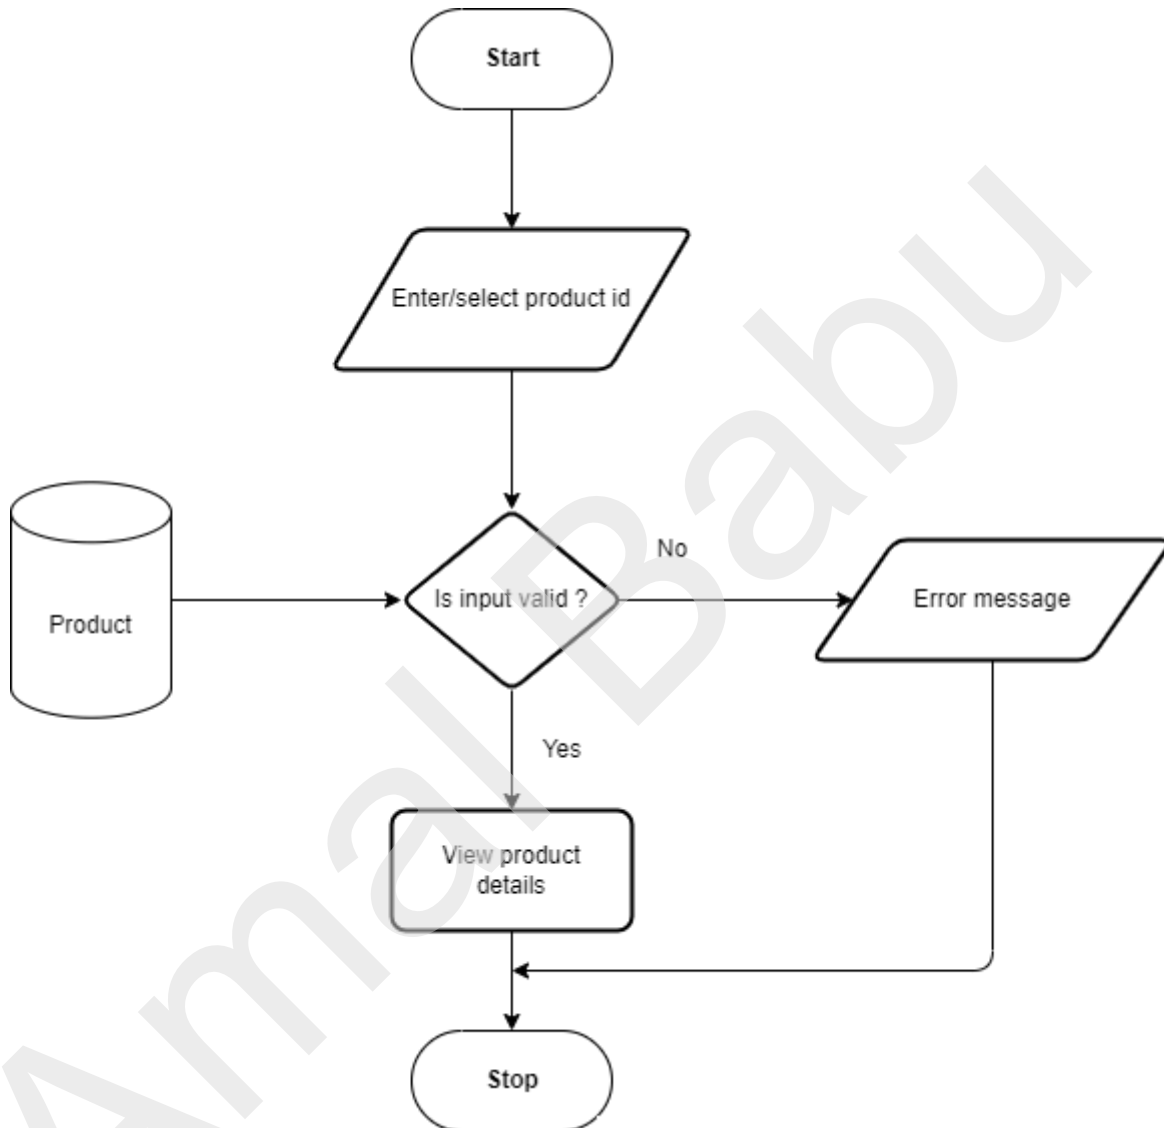 Start
Enter/select product id
No
Is input valid ?
Error message
Product
Yes
View product
details
Stop
Amal Babu